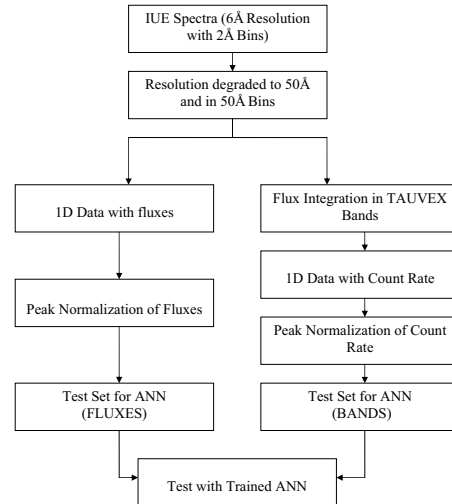 IUE Spectra (6Å Resolution
with 2Å Bins)
Resolution degraded to 50Å
and in 50Å Bins
1D Data with fluxes
Peak Normalization of Fluxes
Test Set for ANN
(FLUXES)
Flux Integration in TAUVEX
Bands
1D Data with Count Rate
Peak Normalization of Count
Rate
Test Set for ANN
(BANDS)
Test with Trained ANN